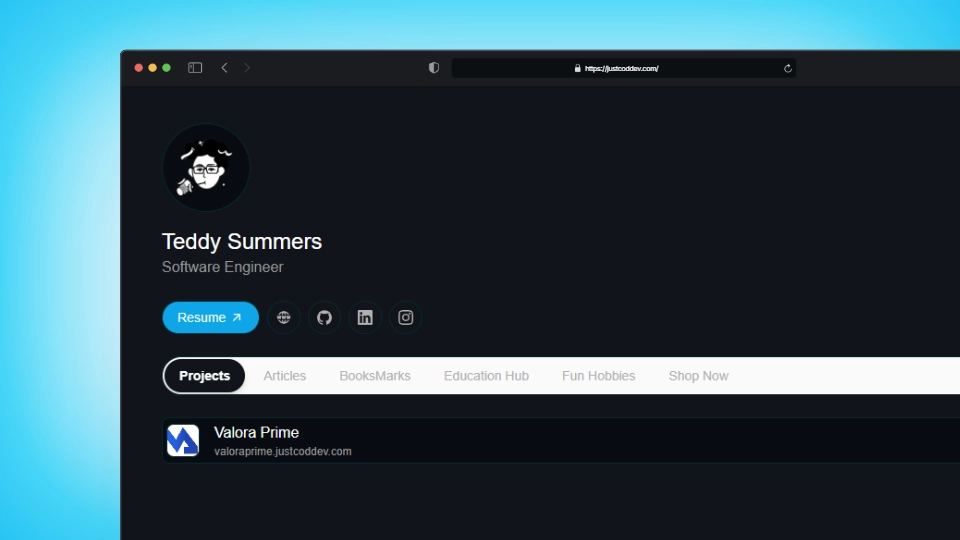 https://justcoddev.com/
Teddy Summers
Software Engineer
Resume
Projects Articles BooksMarks Education Hub Fun Hobbies Shop Now
Valora Prime
valoraprime.justcoddev.com